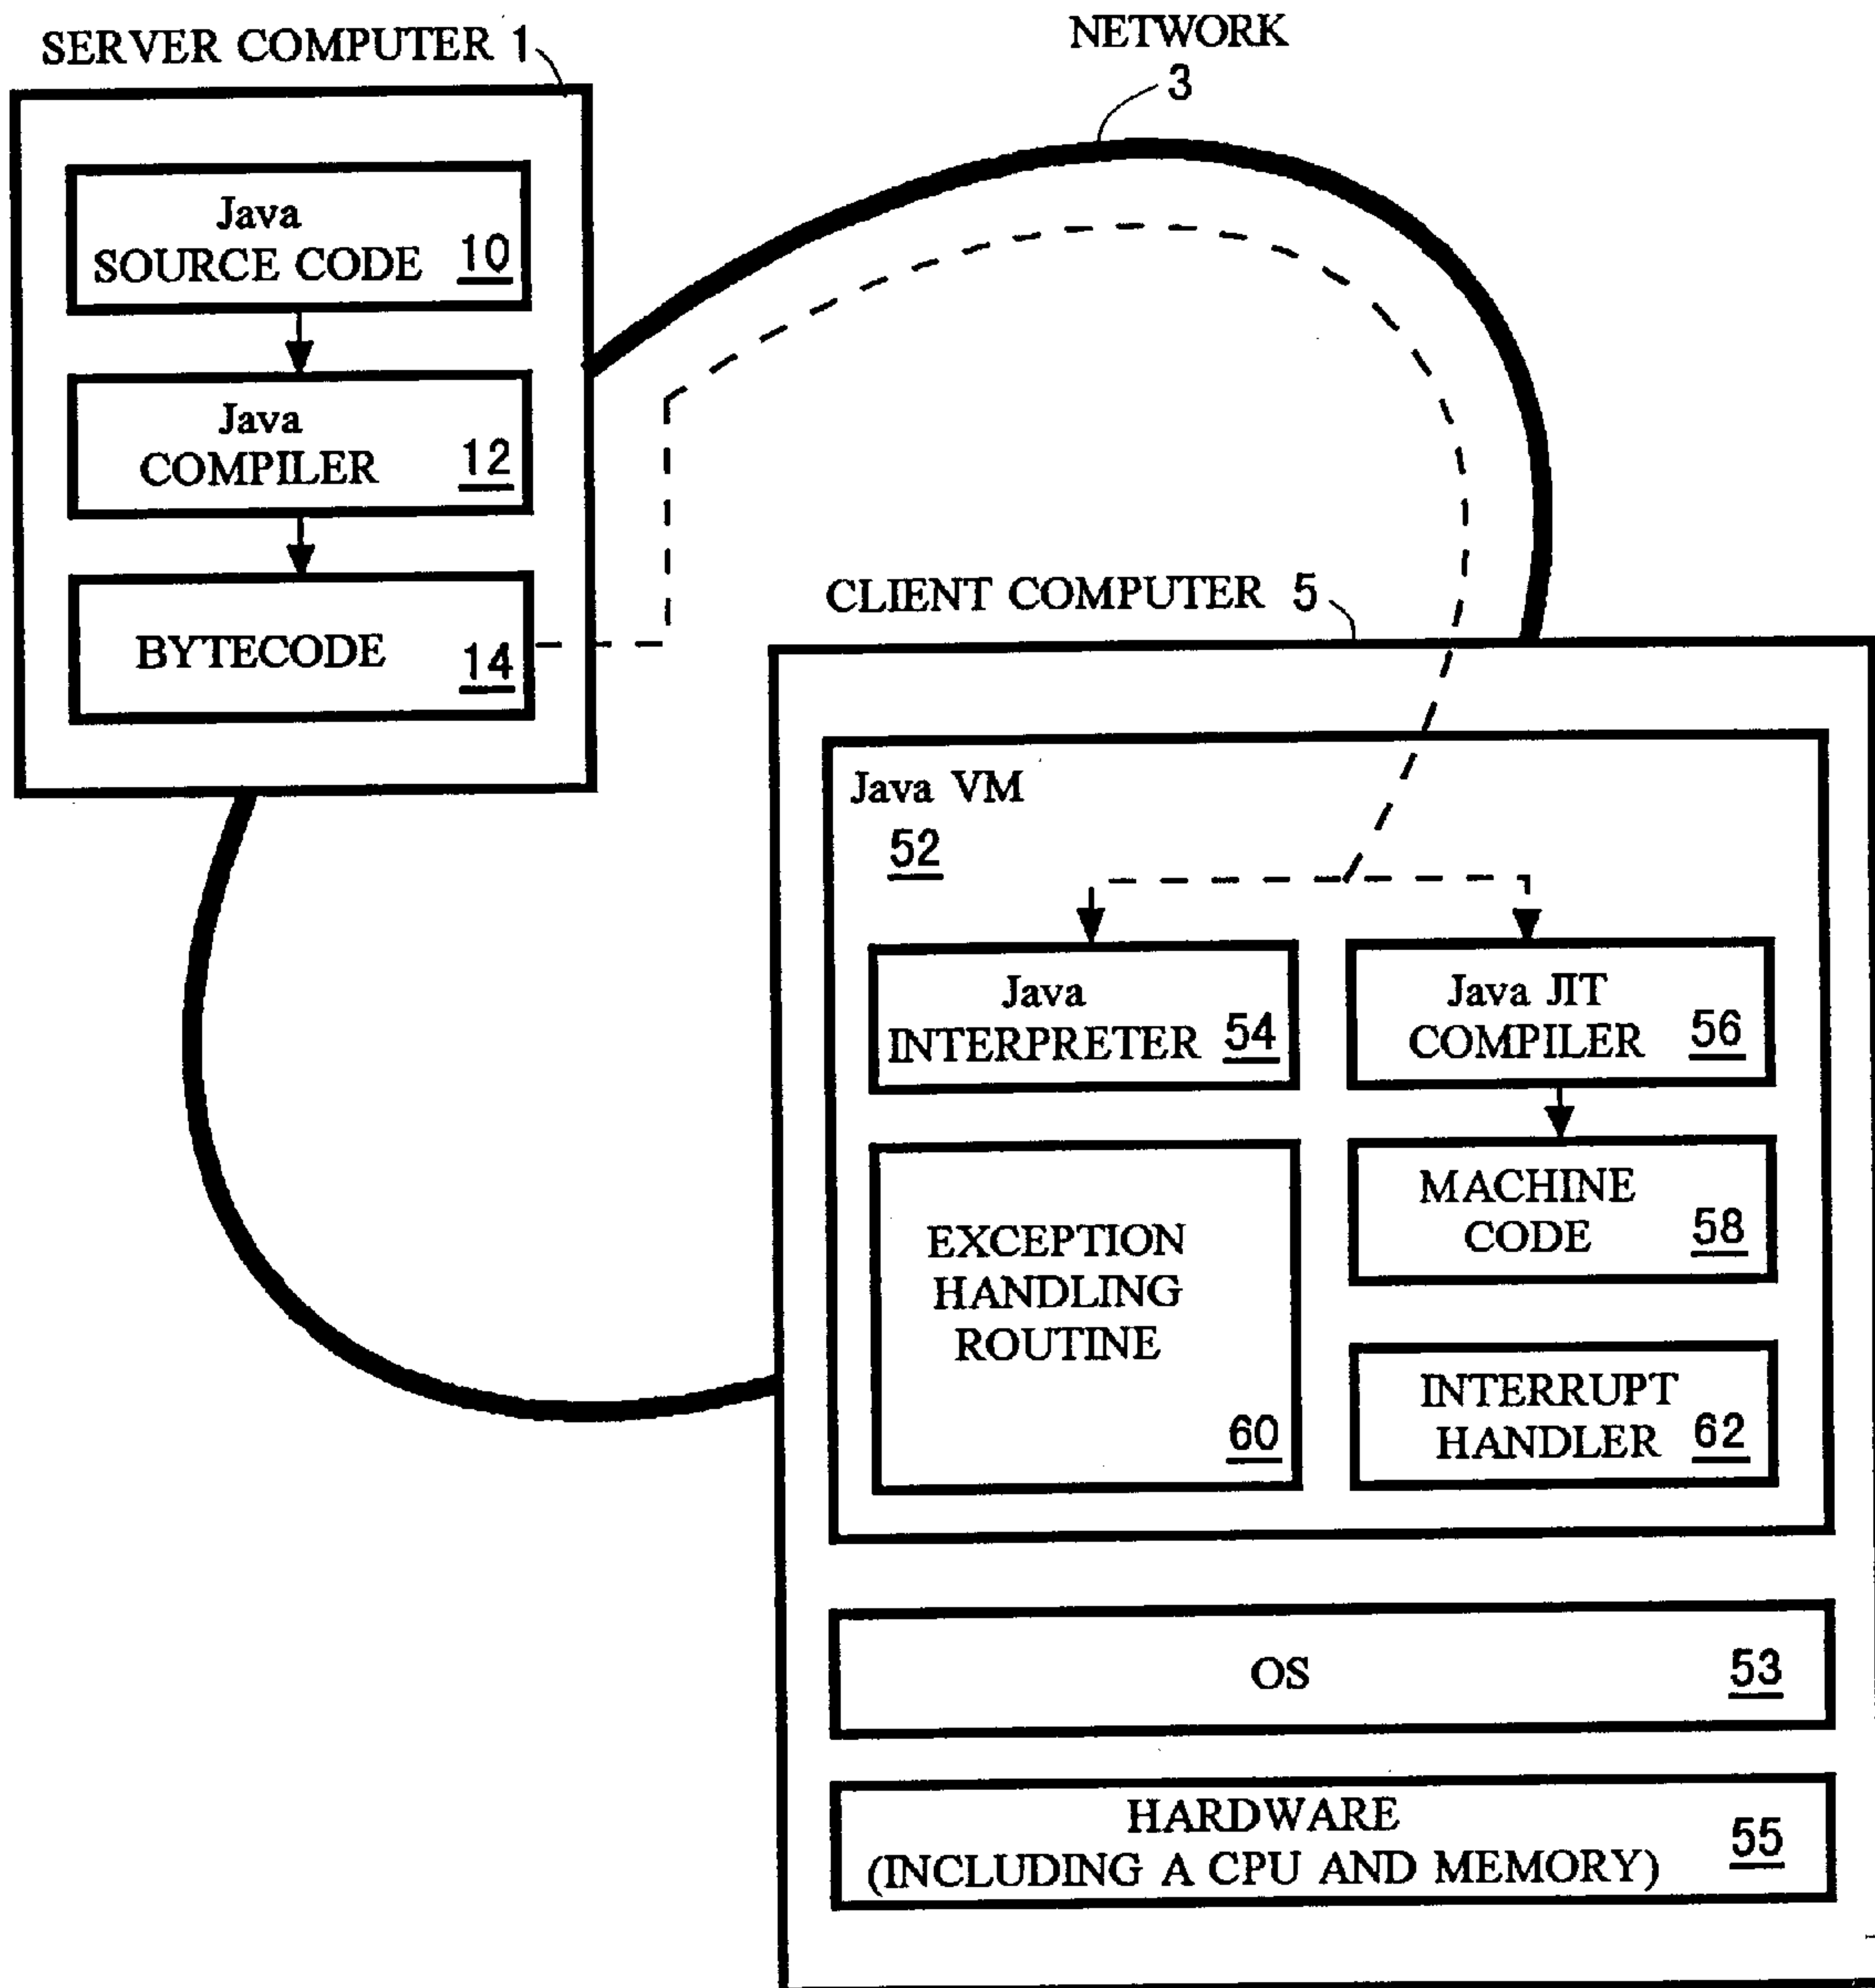 SERVER COMPUTER 1
NETWORK
3
Java
SOURCE CODE 10
Java
COMPILER 12
BYTECODE 14
CLIENT COMPUTER 5
Java VM
52
Java
INTERPRETER 54
Java JIT
COMPILER 56
EXCEPTION
HANDLING
ROUTINE
60
MACHINE
CODE 58
INTERRUPT
HANDLER 62
OS 53
HARDWARE
(INCLUDING A CPU AND MEMORY) 55